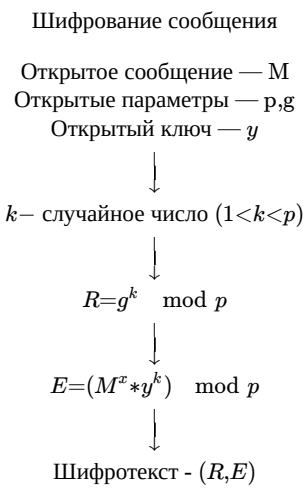 Шифрование сообщения
Открытое сообщение — M
Открытые параметры — p,g
Открытый ключ — y
k− случайное число (1<k<p)
R=g^k mod p
E=(M^x*y^k) mod p
Шифротекст - (R,E)